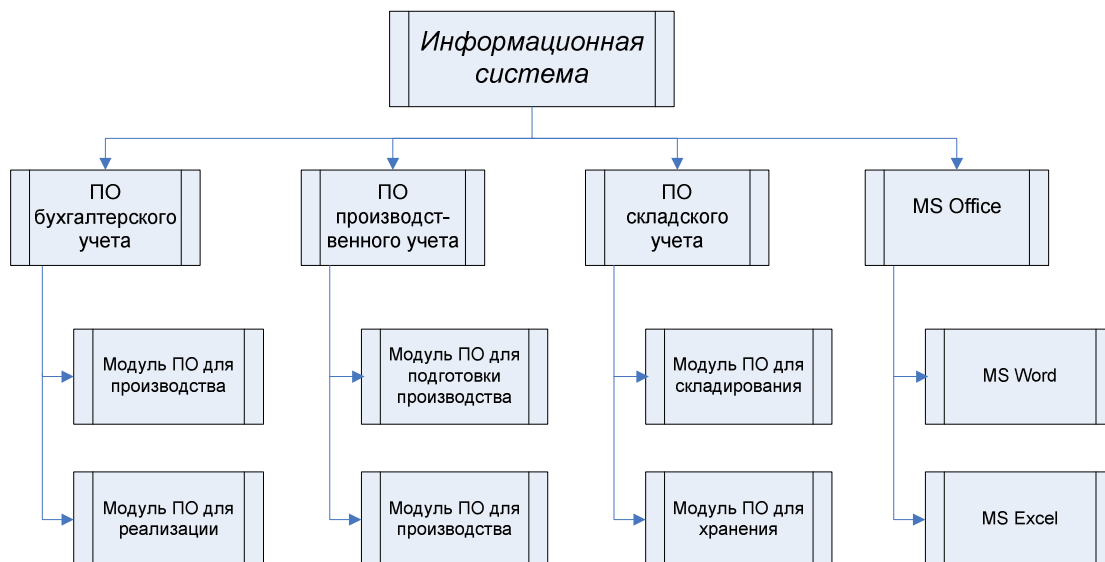 Информационная
система
ПО
бухгалтерского
учета
ПО
производст-
венного учета
ПО
складского
учета
MS Office
Модуль ПО для
производства
Модуль ПО для
подготовки
производства
Модуль ПО для
складирования
MS Word
Модуль ПО для
реализации
Модуль ПО для
производства
Модуль ПО для
хранения
MS Excel